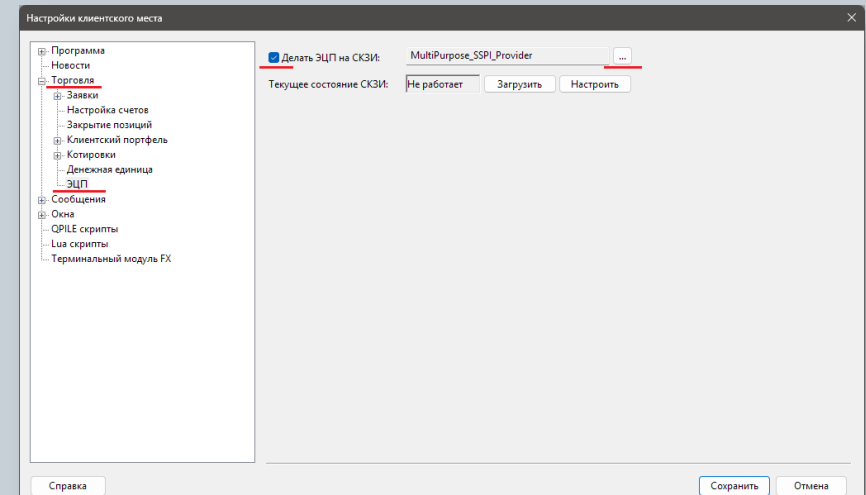 Настройки клиентского места
Программа
Новости
Торговля
Заявки
Настройка счетов
Закрытие позиций
Клиентский портфель
Котировки
Денежная единица
ЭЦП
Сообщения
Окна
QPILE скрипты
Lua скрипты
Терминальный модуль FX
Делать ЭЦП на СКЗИ: MultiPurpose_SSPI_Provider ...
Текущее состояние СКЗИ: Не работает Загрузить Настроить
Справка Сохранить Отмена